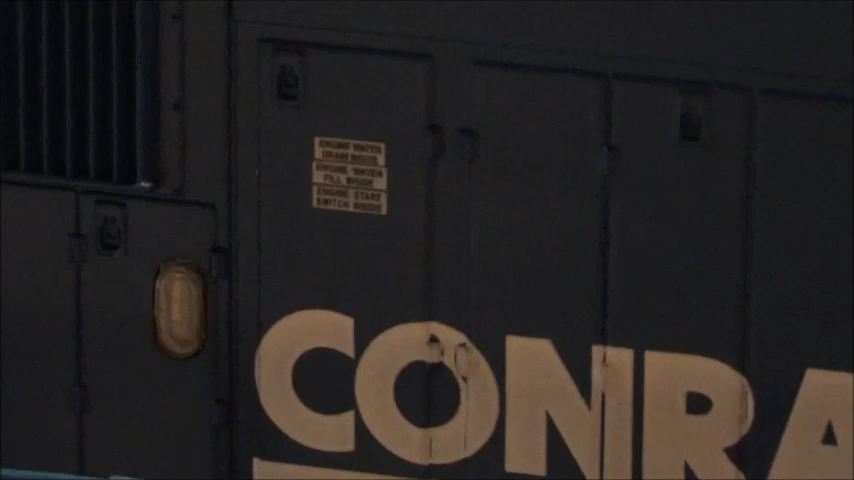 ENGINE WATER
DRAIN INSIDE
ENGINE WATER
FILL INSIDE
ENGINE START
SWITCH INSIDE
CONRA